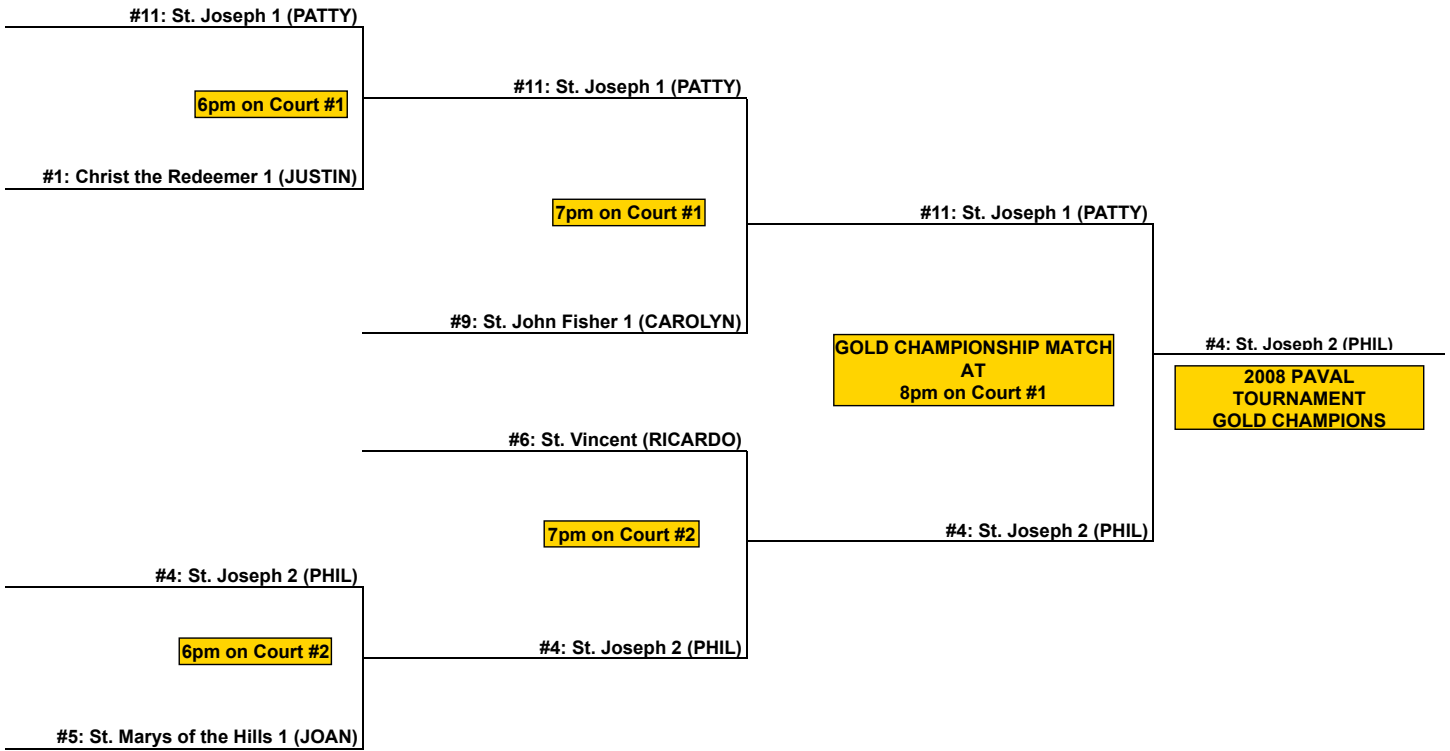 #11: St. Joseph 1 (PATTY)
6pm on Court #1
#1: Christ the Redeemer 1 (JUSTIN)
#11: St. Joseph 1 (PATTY)
7pm on Court #1
#9: St. John Fisher 1 (CAROLYN)
#11: St. Joseph 1 (PATTY)
GOLD CHAMPIONSHIP MATCH
AT
8pm on Court #1
#4: St. Joseph 2 (PHIL)
2008 PAVAL
TOURNAMENT
GOLD CHAMPIONS
#6: St. Vincent (RICARDO)
7pm on Court #2
#4: St. Joseph 2 (PHIL)
#4: St. Joseph 2 (PHIL)
6pm on Court #2
#4: St. Joseph 2 (PHIL)
#5: St. Marys of the Hills 1 (JOAN)